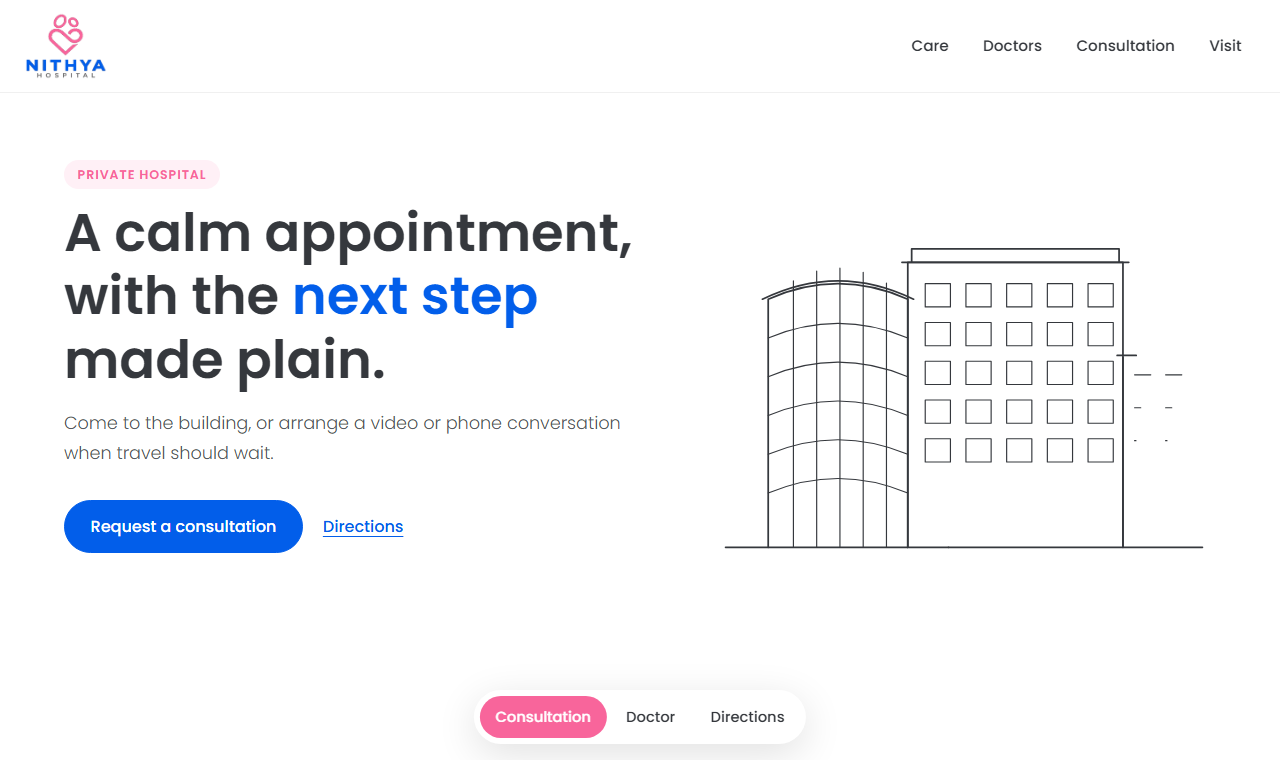 NITHYA
HOSPITAL
Care
Doctors
Consultation
Visit
PRIVATE HOSPITAL
A calm appointment,
with the next step
made plain.
Come to the building, or arrange a video or phone conversation
when travel should wait.
Request a consultation
Directions
Consultation
Doctor
Directions